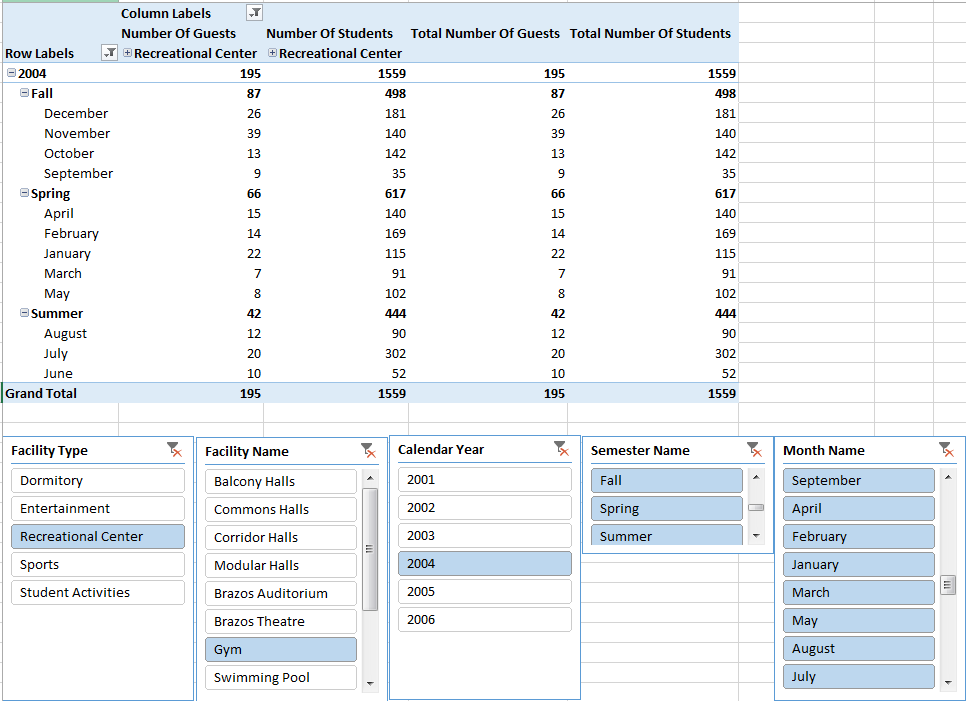 Column Labels
Number Of Guests Number Of Students Total Number Of Guests Total Number Of Students
Row Labels Recreational Center Recreational Center
2004 195 1559 195 1559
Fall 87 498 87 498
December 26 181 26 181
November 39 140 39 140
October 13 142 13 142
September 9 35 9 35
Spring 66 617 66 617
April 15 140 15 140
February 14 169 14 169
January 22 115 22 115
March 7 91 7 91
May 8 102 8 102
Summer 42 444 42 444
August 12 90 12 90
July 20 302 20 302
June 10 52 10 52
Grand Total 195 1559 195 1559
Facility Type
Dormitory
Entertainment
Recreational Center
Sports
Student Activities
Facility Name
Balcony Halls
Commons Halls
Corridor Halls
Modular Halls
Brazos Auditorium
Brazos Theatre
Gym
Swimming Pool
Calendar Year
2001
2002
2003
2004
2005
2006
Semester Name
Fall
Spring
Summer
Month Name
September
April
February
January
March
May
August
July